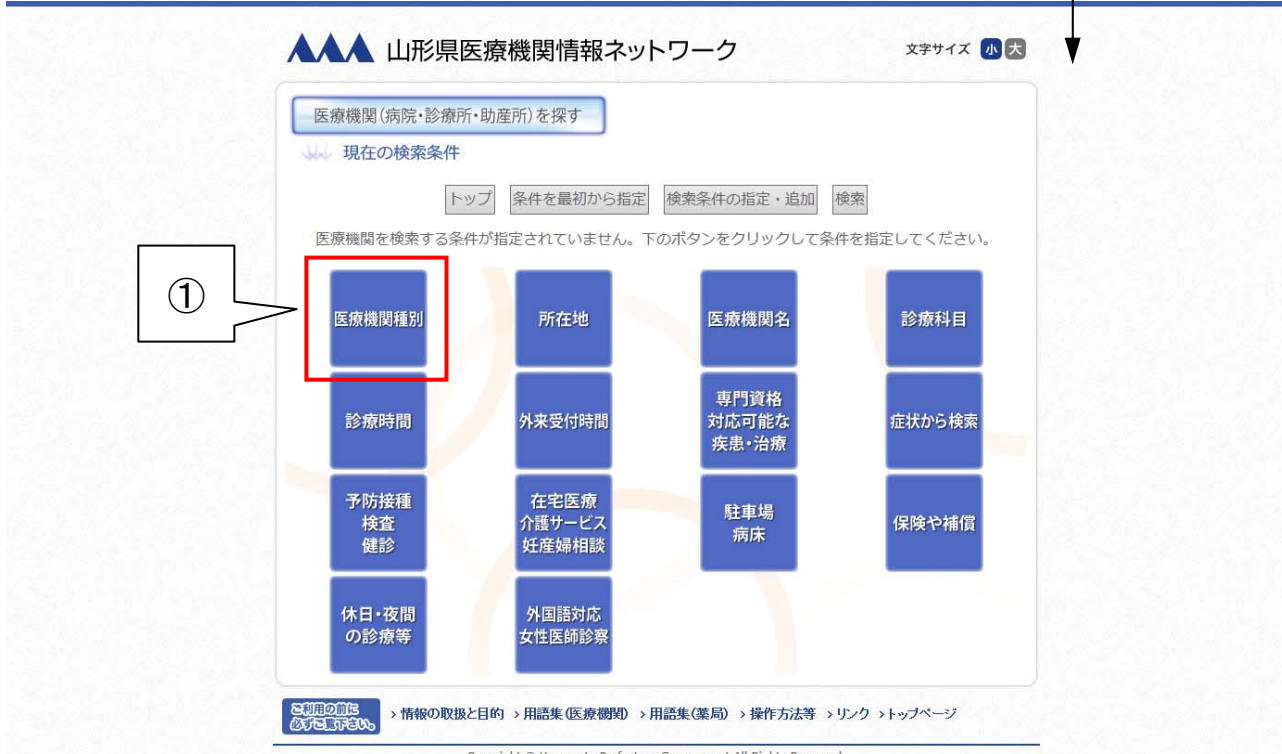 山形県医療機関情報ネットワーク
文字サイズ 小 大
医療機関(病院・診療所・助産所)を探す
現在の検索条件
トップ 条件を最初から指定 検索条件の指定・追加 検索
医療機関を検索する条件が指定されていません。下のボタンをクリックして条件を指定してください。
①
医療機関種別
所在地
医療機関名
診療科目
診療時間
外来受付時間
専門資格
対応可能な
疾患・治療
症状から検索
予防接種
検査
健診
在宅医療
介護サービス
妊産婦相談
駐車場
病床
保険や補償
休日・夜間
の診療等
外国語対応
女性医師診察
ご利用の前に
必ずご覧下さい。
›情報の取扱と目的 ›用語集(医療機関) ›用語集(薬局) ›操作方法等 ›リンク ›トップページ